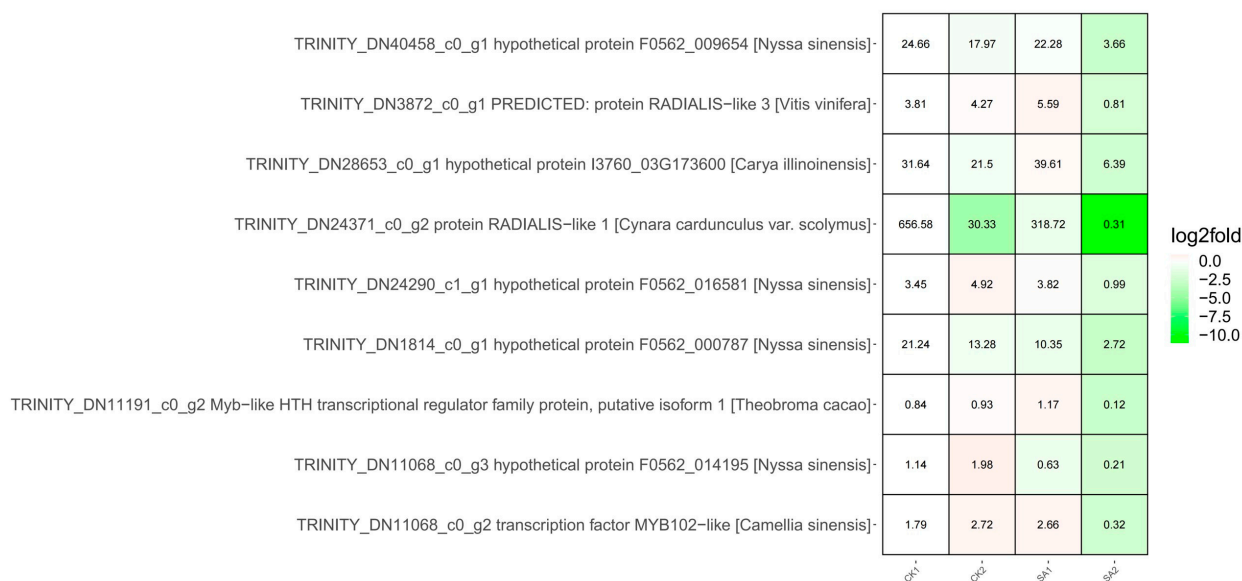 TRINITY_DN40458_c0_g1 hypothetical protein F0562_009654 [Nyssa sinensis] 24.66 17.97 22.28 3.66
TRINITY_DN3872_c0_g1 PREDICTED: protein RADIALIS−like 3 [Vitis vinifera] 3.81 4.27 5.59 0.81
TRINITY_DN28653_c0_g1 hypothetical protein I3760_03G173600 [Carya illinoinensis] 31.64 21.5 39.61 6.39
TRINITY_DN24371_c0_g2 protein RADIALIS−like 1 [Cynara cardunculus var. scolymus] 656.58 30.33 318.72 0.31
TRINITY_DN24290_c1_g1 hypothetical protein F0562_016581 [Nyssa sinensis] 3.45 4.92 3.82 0.99
TRINITY_DN1814_c0_g1 hypothetical protein F0562_000787 [Nyssa sinensis] 21.24 13.28 10.35 2.72
TRINITY_DN11191_c0_g2 Myb−like HTH transcriptional regulator family protein, putative isoform 1 [Theobroma cacao] 0.84 0.93 1.17 0.12
TRINITY_DN11068_c0_g3 hypothetical protein F0562_014195 [Nyssa sinensis] 1.14 1.98 0.63 0.21
TRINITY_DN11068_c0_g2 transcription factor MYB102−like [Camellia sinensis] 1.79 2.72 2.66 0.32
CK1 CK2 SA1 SA2
log2fold
0.0
−2.5
−5.0
−7.5
−10.0